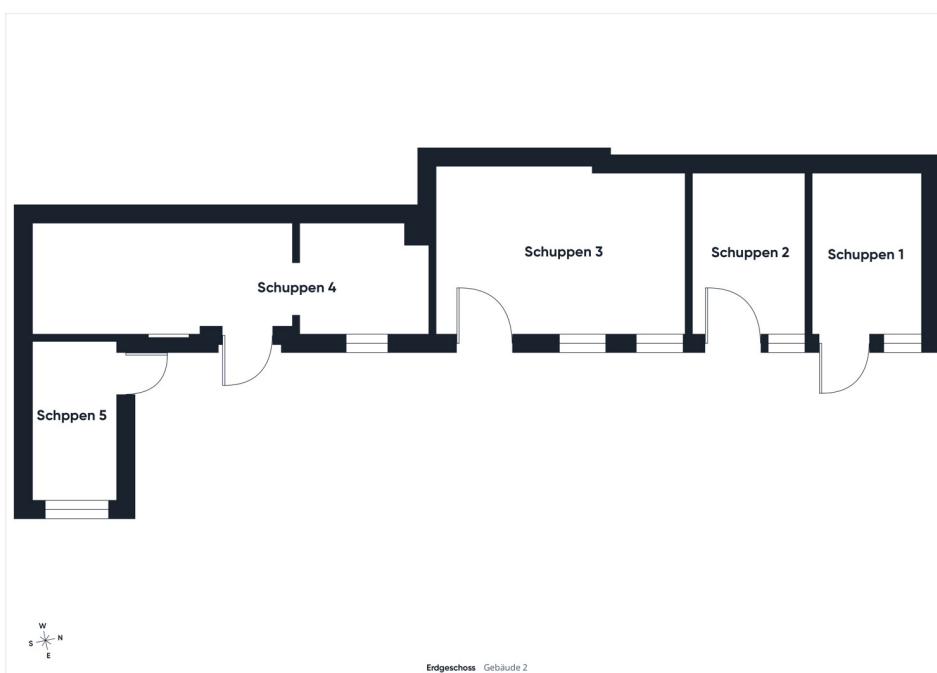 Schuppen 3
Schuppen 2
Schuppen 1
Schuppen 4
Schppen 5
W
N
S
E
Erdgeschoss Gebäude 2